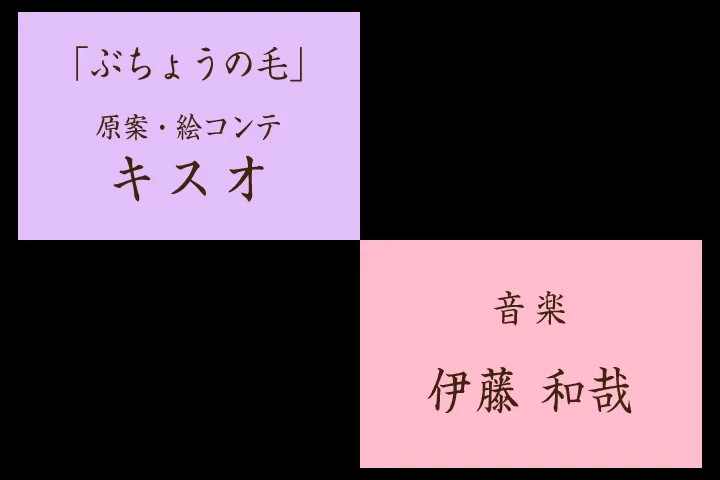 「ぶちょうの毛」
原案・絵コンテ
キスオ
音楽
伊藤 和哉